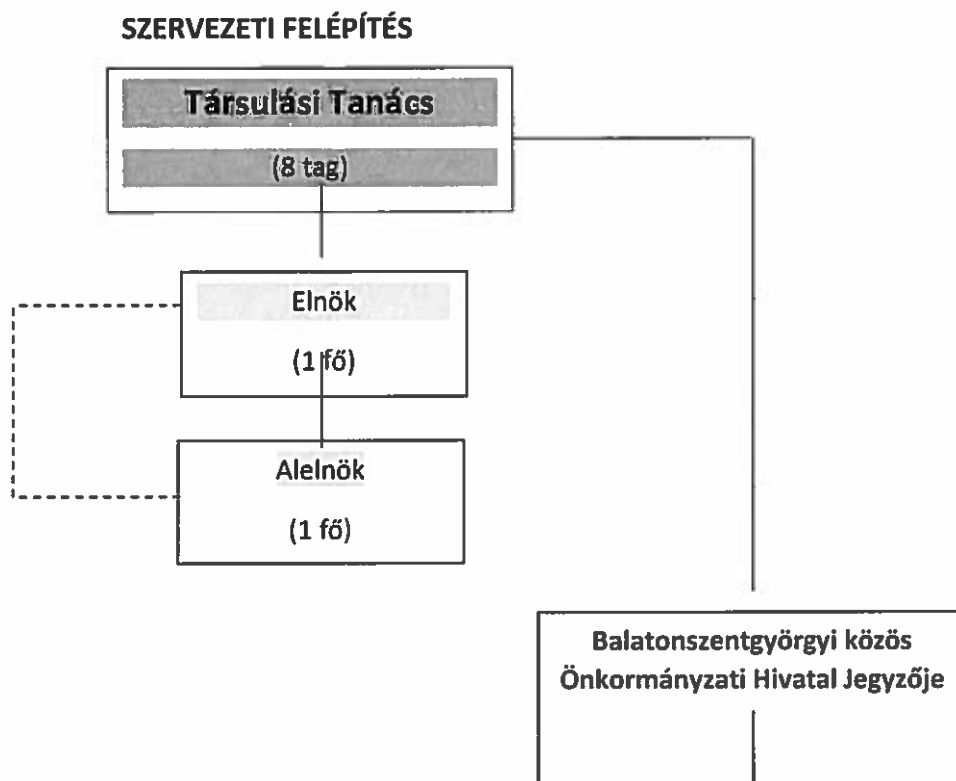 SZERVEZETI FELÉPÍTÉS
Társulási Tanács
(8 tag)
Elnök
(1 fő)
Alelnök
(1 fő)
Balatonszentgyörgyi közös
Önkormányzati Hivatal Jegyzője